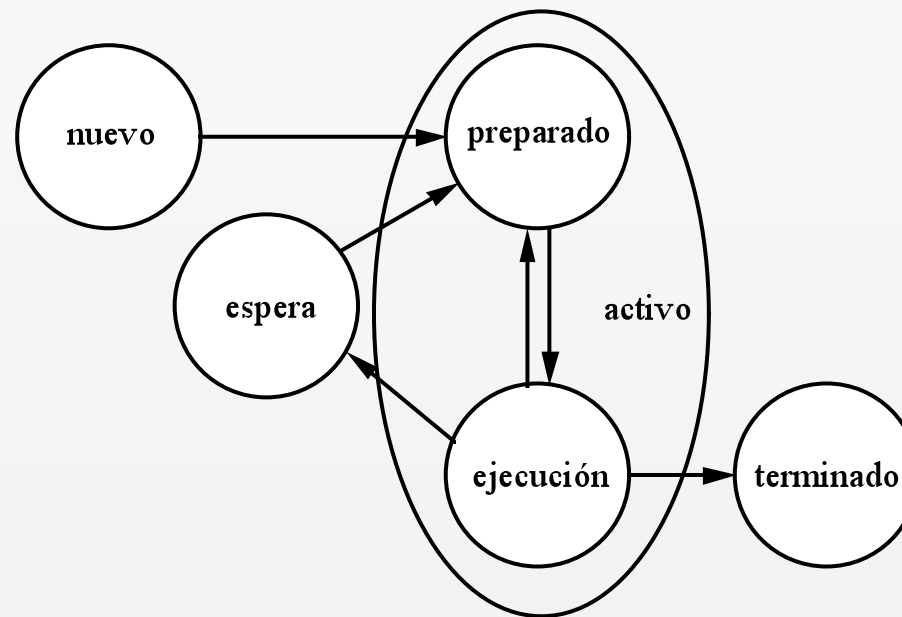 nuevo
preparado
espera
activo
ejecución
terminado